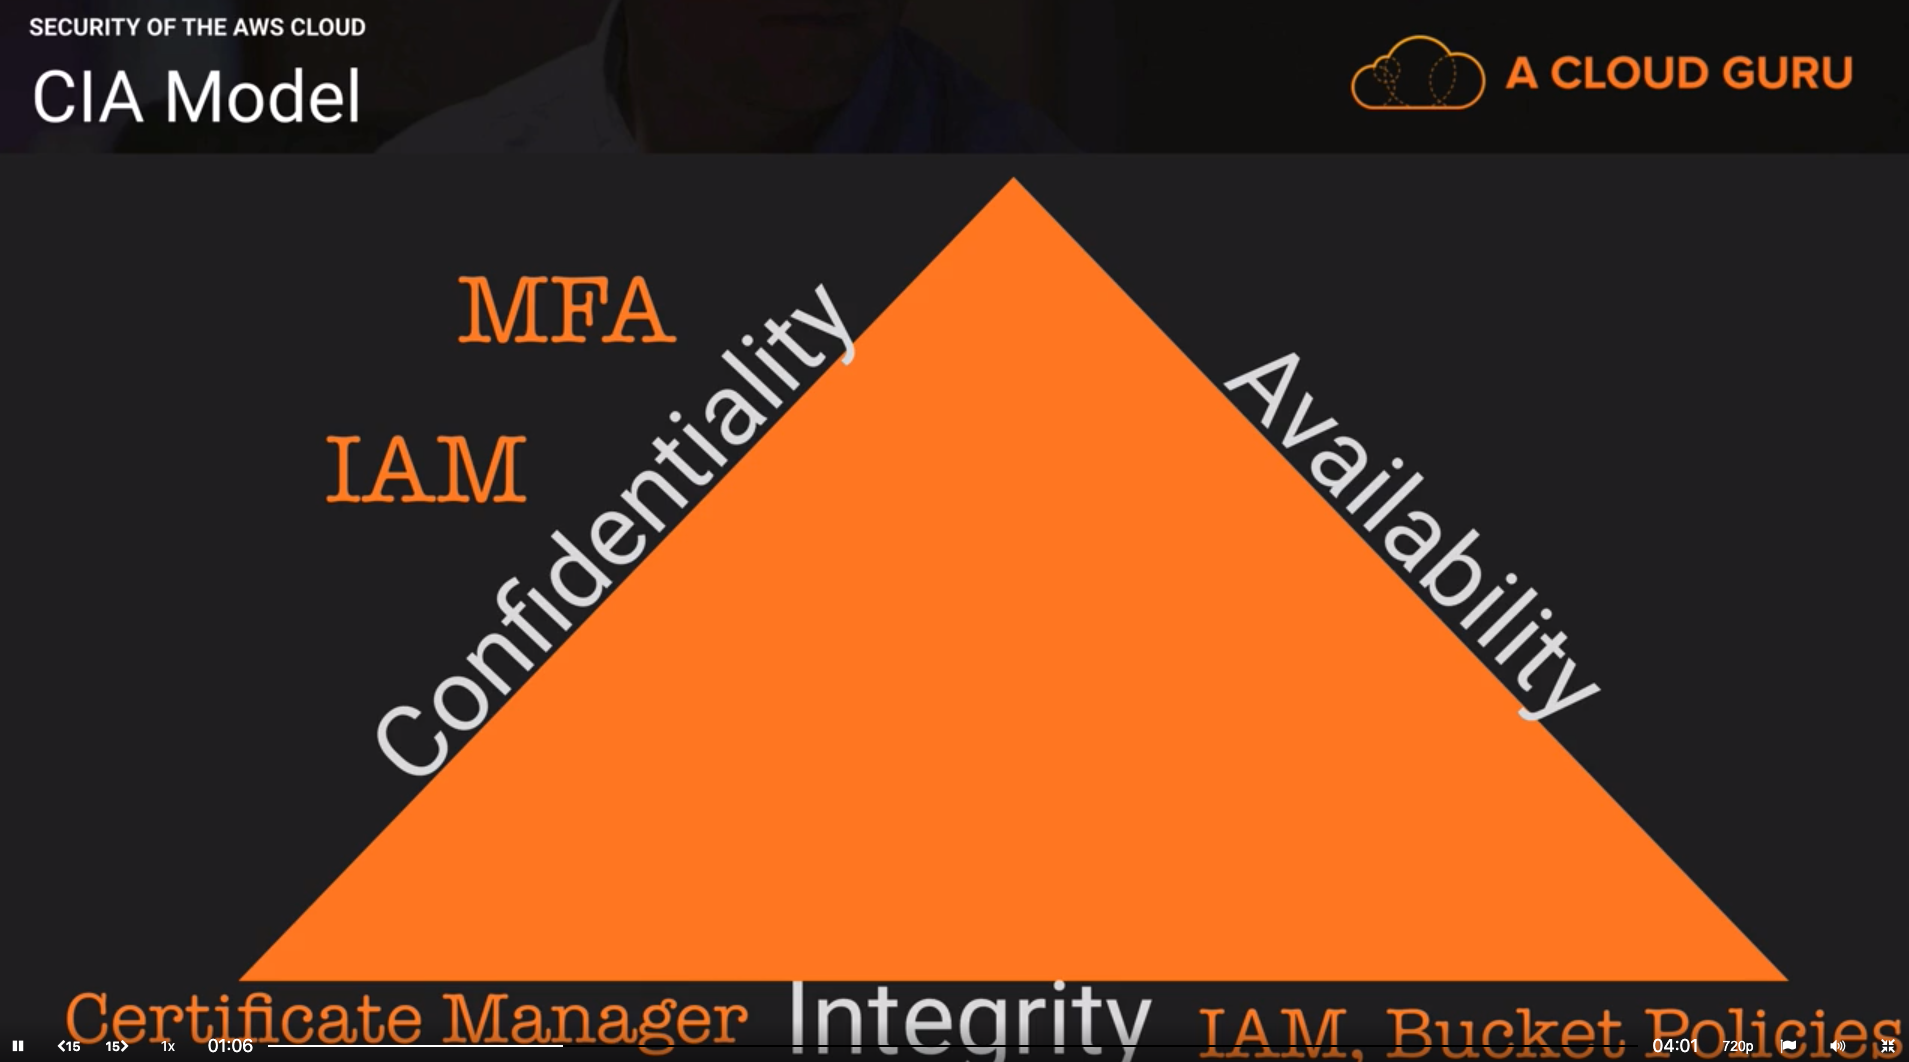 SECURITY OF THE AWS CLOUD
CIA Model
A CLOUD GURU
MFA
IAM
Confidentiality
Availability
Certificate Manager
Integrity
IAM, Bucket Policies
15
15
1x
01:06
04:01
720p